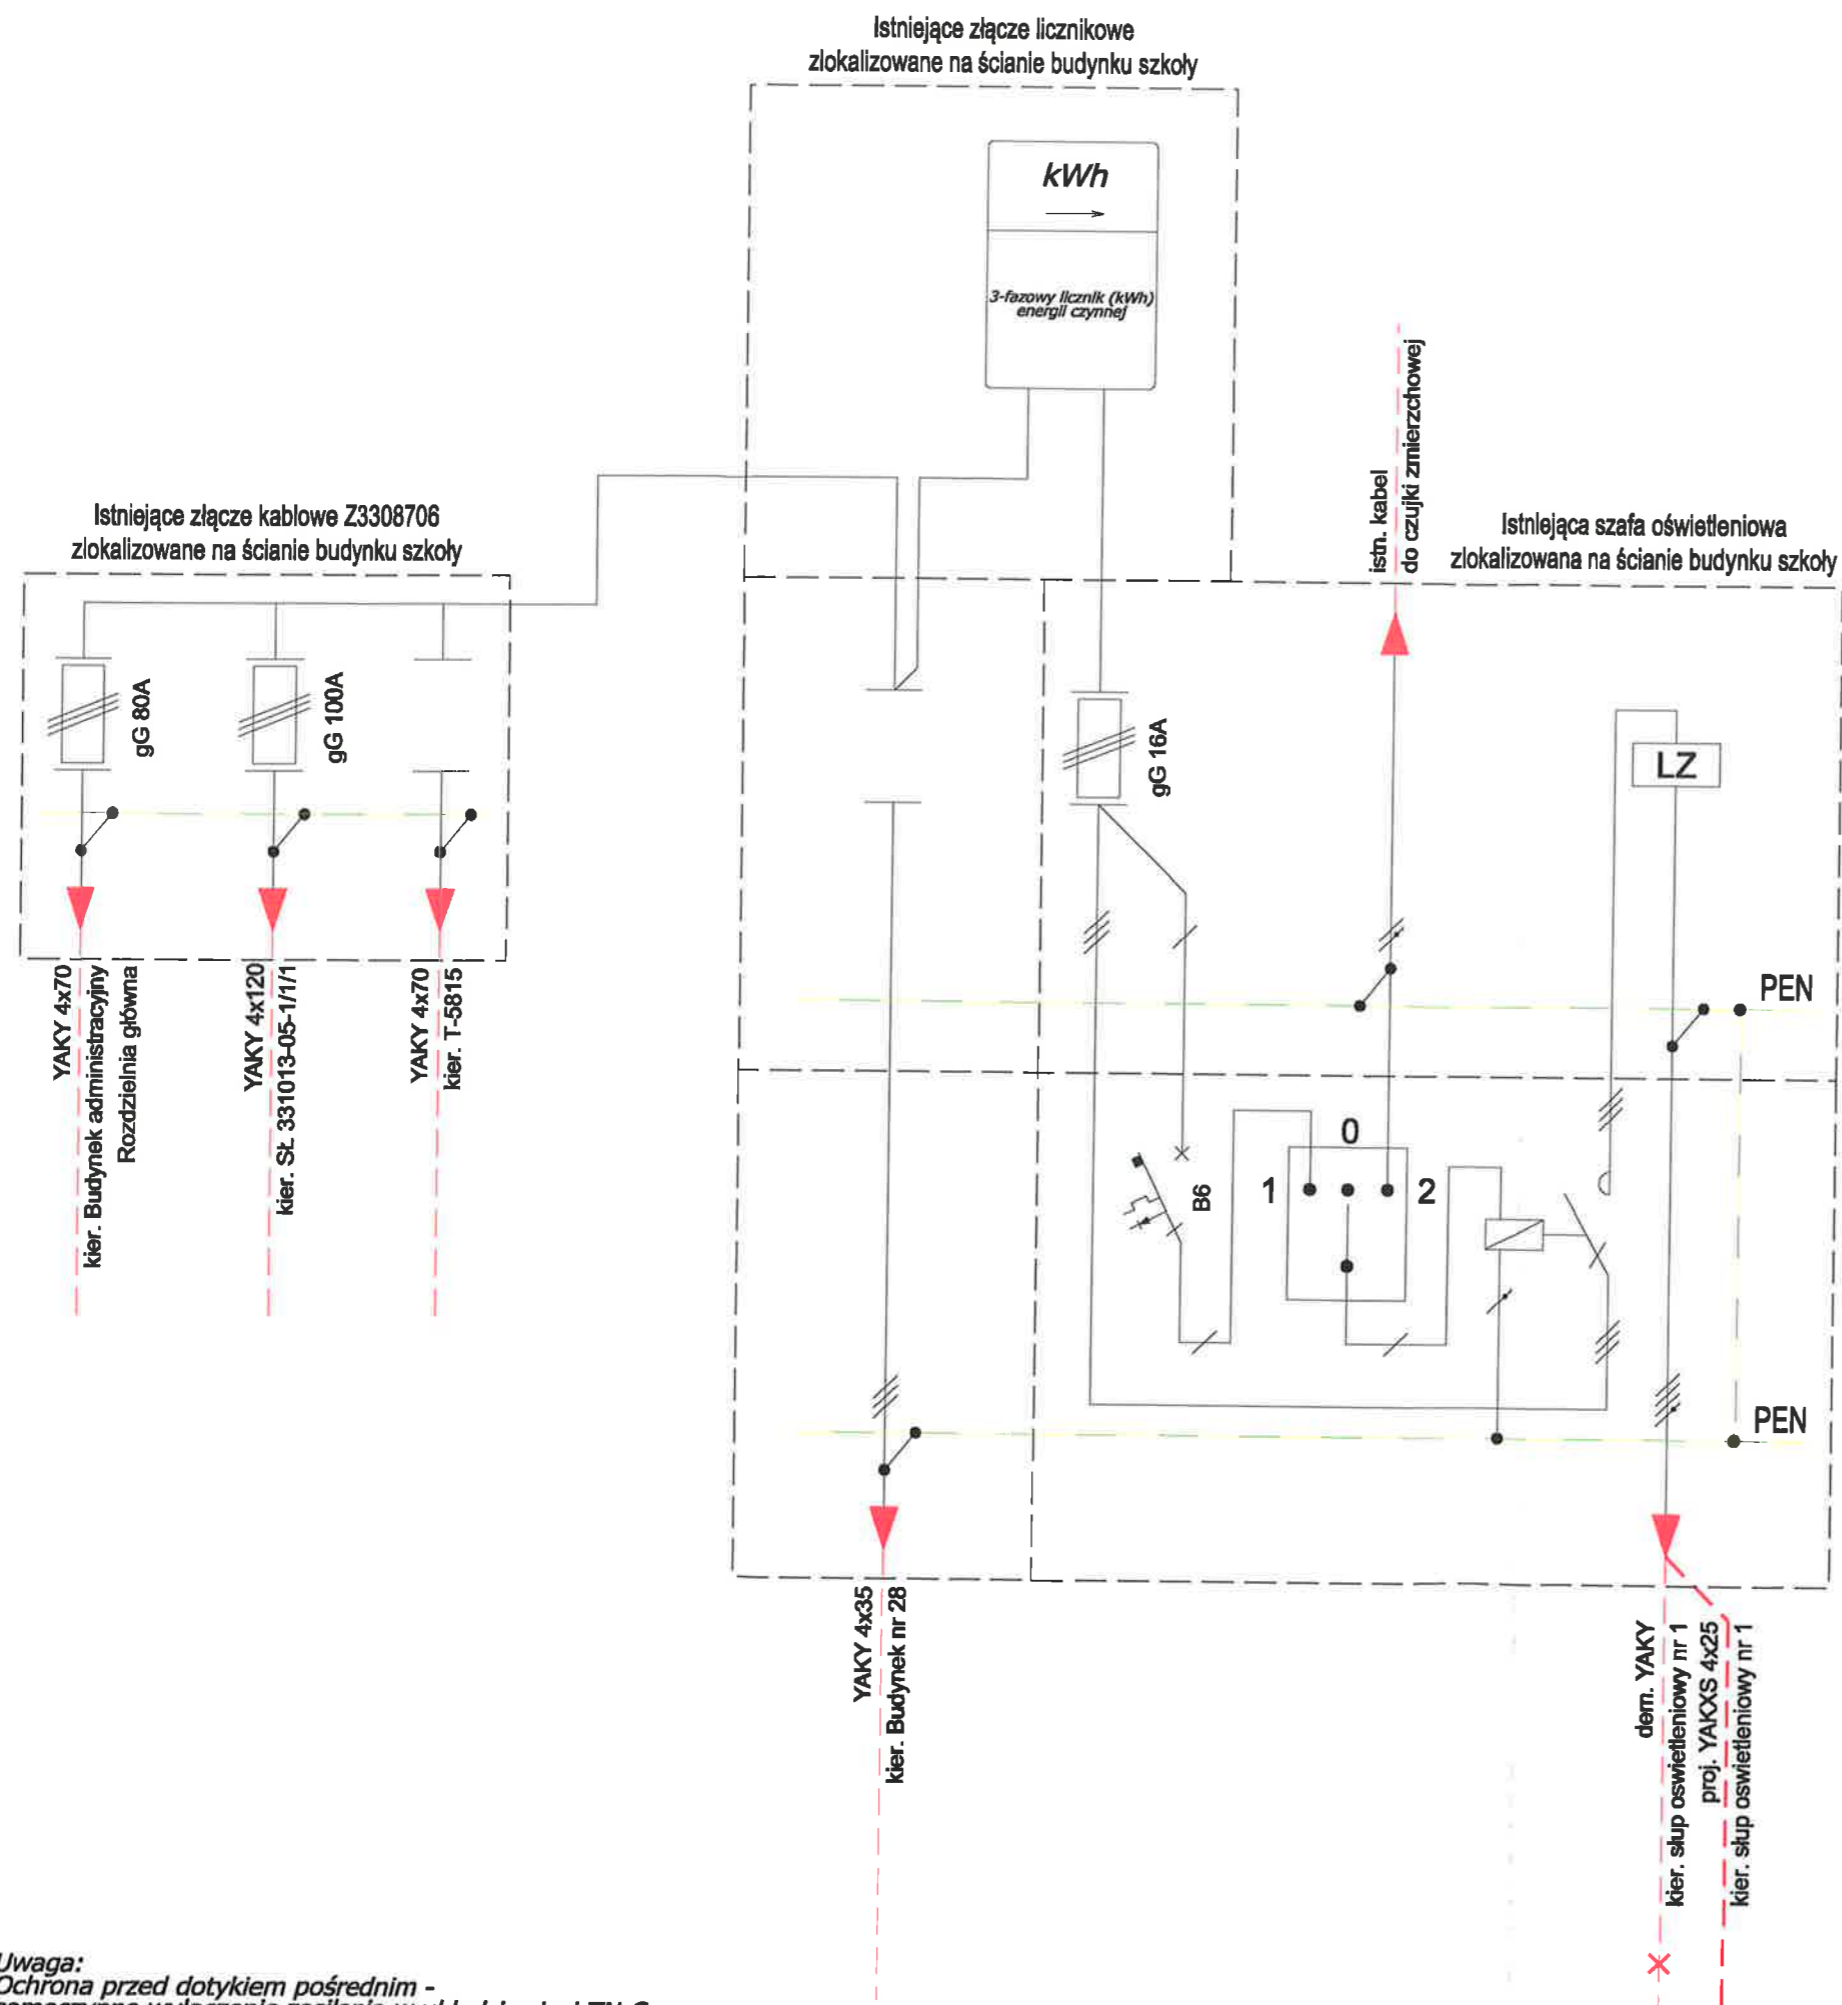 Istniejące złącze licznikowe
zlokalizowane na ścianie budynku szkoły
kWh
3-fazowy licznik (kWh)
energii czynnej
istn. kabel
do czujki zmierzchowej
Istniejące złącze kablowe Z3308706
zlokalizowane na ścianie budynku szkoły
Istniejąca szafa oświetleniowa
zlokalizowana na ścianie budynku szkoły
gG 80A
gG 100A
gG 16A
LZ
YAKY 4x70
kier. Budynek administracyjny
Rozdzielnia główna
YAKY 4x120
kier. SŁ 331013-05-1/1/1
YAKY 4x70
kier. T-5815
PEN
B6
0
1
2
PEN
YAKY 4x35
kier. Budynek nr 28
dem. YAKY
kier. słup oswietleniowy nr 1
proj. YAKXS 4x25
kier. słup oswietleniowy nr 1
Uwaga:
Ochrona przed dotykiem pośrednim -